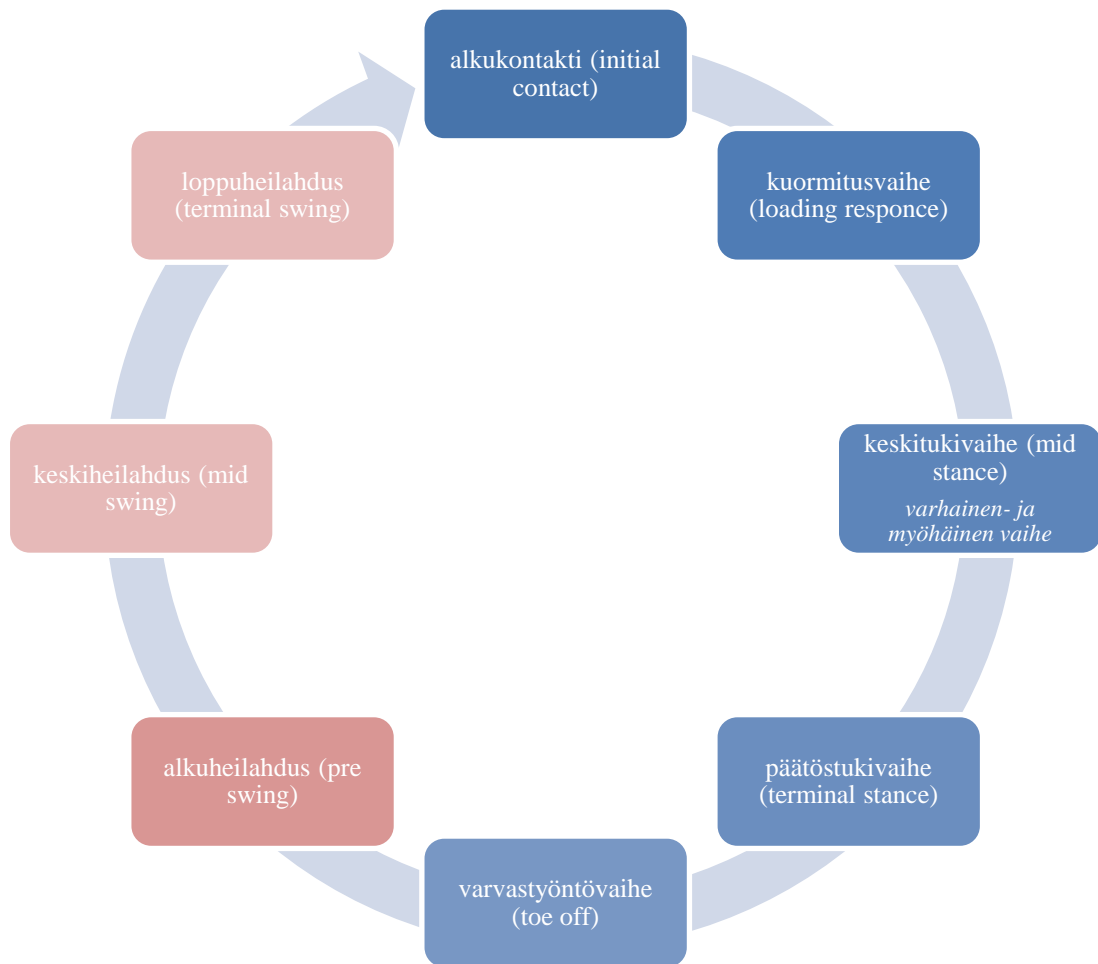 alkukontakti (initial
contact)
kuormitusvaihe
(loading responce)
keskitukivaihe (mid
stance)
varhainen- ja
myöhäinen vaihe
päätöstukivaihe
(terminal stance)
varvastyöntövaihe
(toe off)
alkuheilahdus (pre
swing)
keskiheilahdus (mid
swing)
loppuheilahdus
(terminal swing)